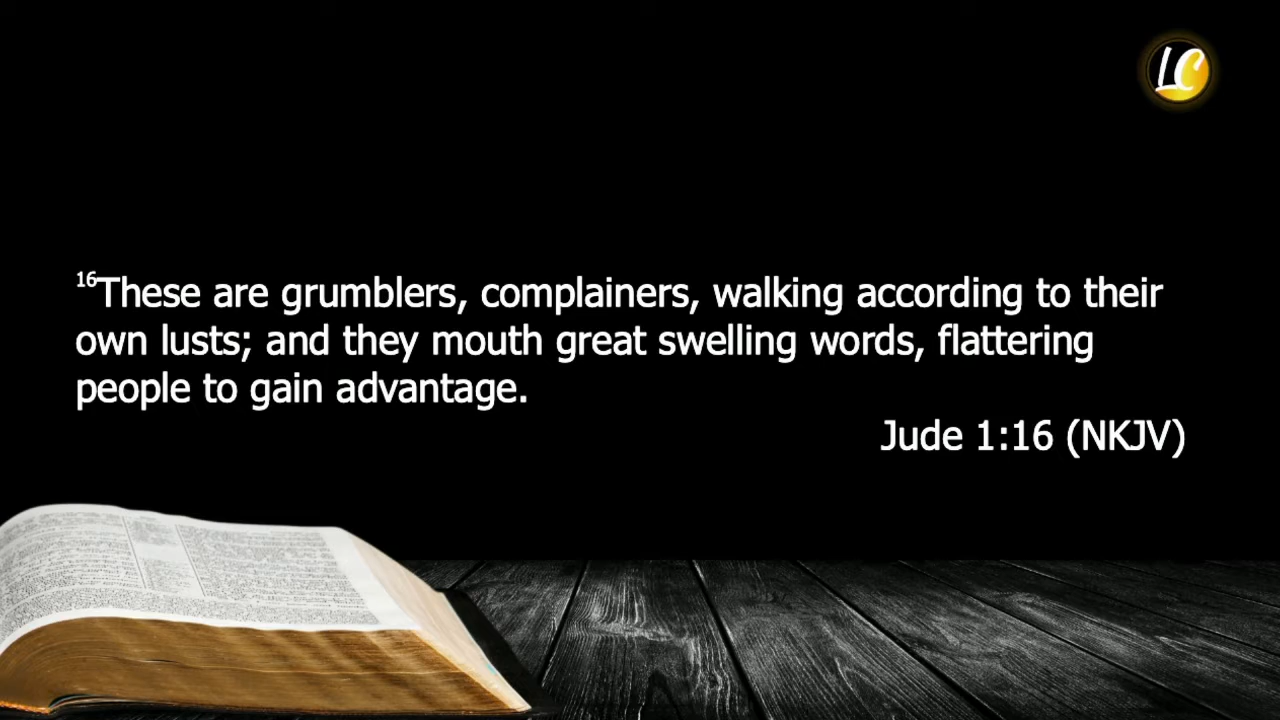 LC
16These are grumblers, complainers, walking according to their
own lusts; and they mouth great swelling words, flattering
people to gain advantage.
Jude 1:16 (NKJV)